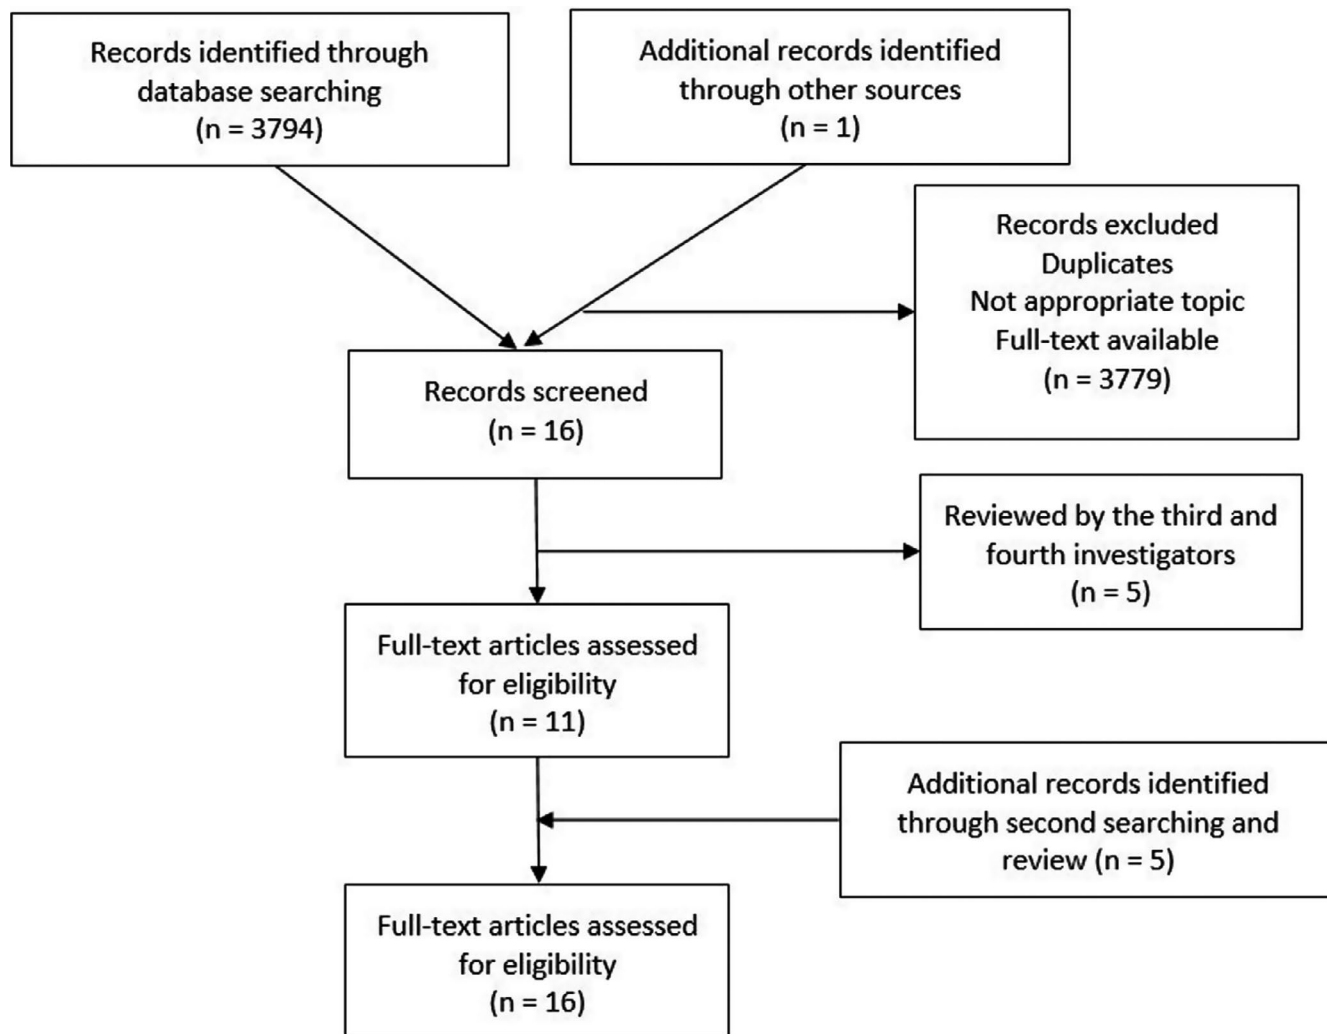 Records identified through
database searching
(n = 3794)
Additional records identified
through other sources
(n = 1)
Records excluded
Duplicates
Not appropriate topic
Full-text available
(n = 3779)
Records screened
(n = 16)
Reviewed by the third and
fourth investigators
(n = 5)
Full-text articles assessed
for eligibility
(n = 11)
Additional records identified
through second searching and
review (n = 5)
Full-text articles assessed
for eligibility
(n = 16)